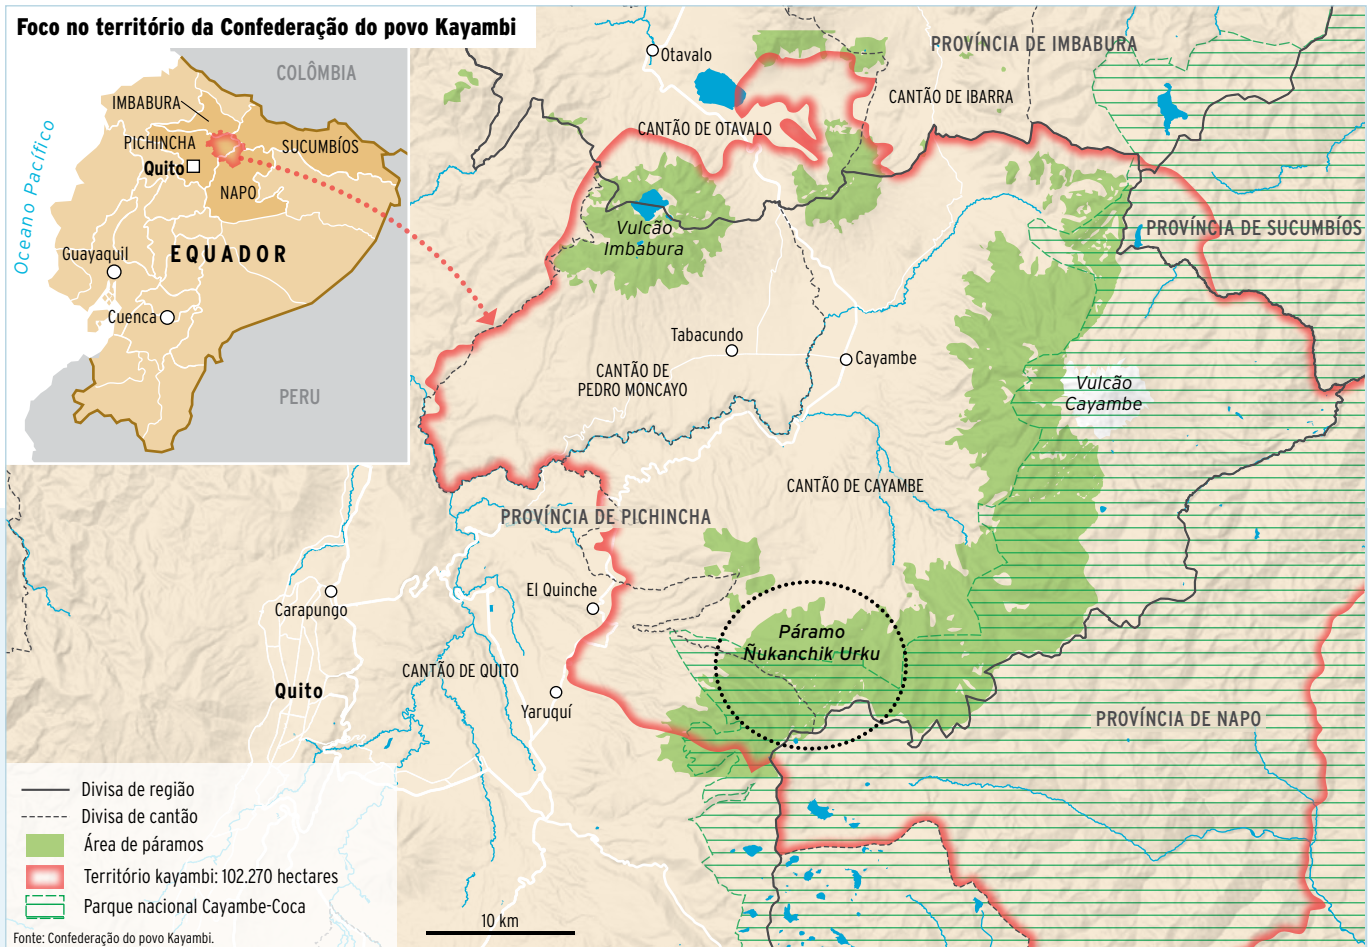 Foco no território da Confederação do povo Kayambi
COLÔMBIA
IMBABURA
PICHINCHA
SUCUMBÍOS
Quito
NAPO
Oceano Pacífico
EQUADOR
Guayaquil
Cuenca
PERU
Otavalo
PROVÍNCIA DE IMBABURA
CANTÃO DE IBARRA
CANTÃO DE OTAVALO
Vulcão
Imbabura
PROVÍNCIA DE SUCUMBÍOS
Tabacundo
Cayambe
CANTÃO DE
PEDRO MONCAYO
Vulcão
Cayambe
CANTÃO DE CAYAMBE
PROVÍNCIA DE PICHINCHA
El Quinche
Carapungo
Páramo
Ñukanchik Urku
CANTÃO DE QUITO
Quito
Yaruquí
PROVÍNCIA DE NAPO
Divisa de região
Divisa de cantão
Área de páramos
Território kayambi: 102.270 hectares
Parque nacional Cayambe-Coca
10 km
Fonte: Confederação do povo Kayambi.